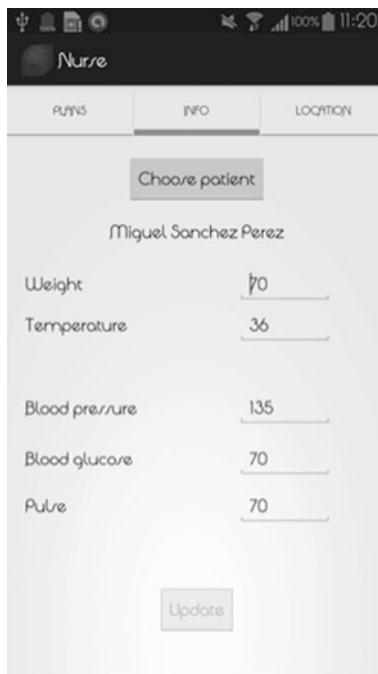 100% 11:20
Nurse
PLANS INFO LOCATION
Choose patient
Miguel Sanchez Perez
Weight 70
Temperature 36
Blood pressure 135
Blood glucose 70
Pulse 70
Update